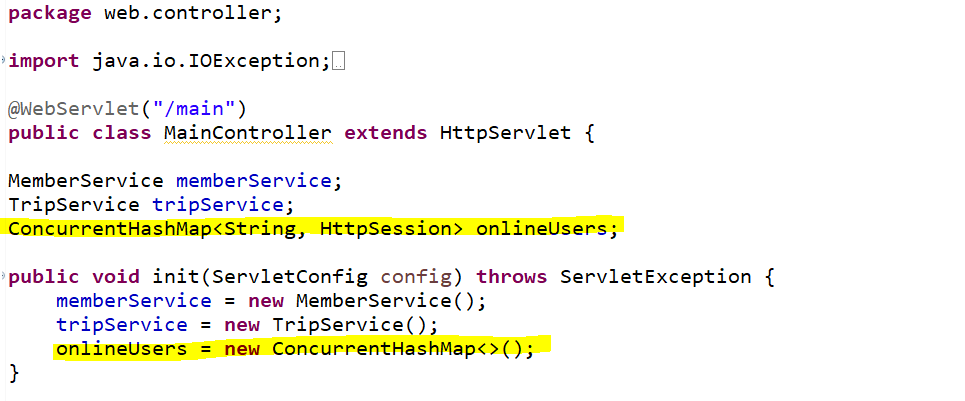 package web.controller;
import java.io.IOException;
@WebServlet("/main")
public class MainController extends HttpServlet {
MemberService memberService;
TripService tripService;
ConcurrentHashMap<String, HttpSession> onlineUsers;
public void init(ServletConfig config) throws ServletException {
    memberService = new MemberService();
    tripService = new TripService();
    onlineUsers = new ConcurrentHashMap<>();
}